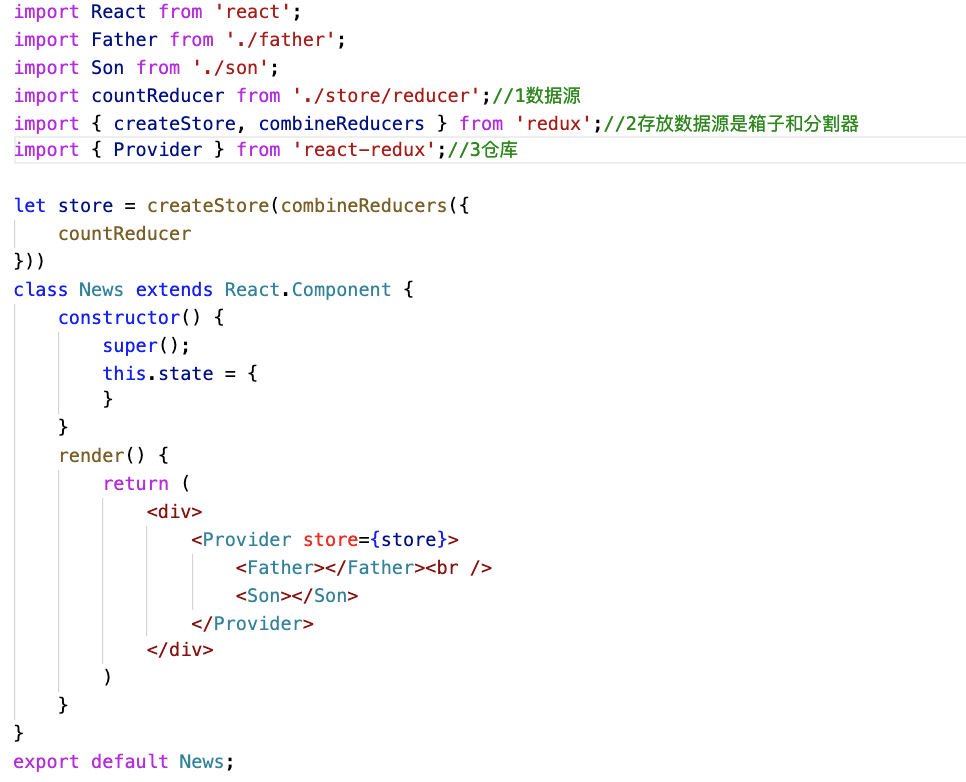 import React from 'react';
import Father from './father';
import Son from './son';
import countReducer from './store/reducer';//1数据源
import { createStore, combineReducers } from 'redux';//2存放数据源是箱子和分割器
import { Provider } from 'react-redux';//3仓库
let store = createStore(combineReducers({
    countReducer
}))
class News extends React.Component {
    constructor() {
        super();
        this.state = {
        }
    }
    render() {
        return (
            <div>
                <Provider store={store}>
                    <Father></Father><br />
                    <Son></Son>
                </Provider>
            </div>
        )
    }
}
export default News;